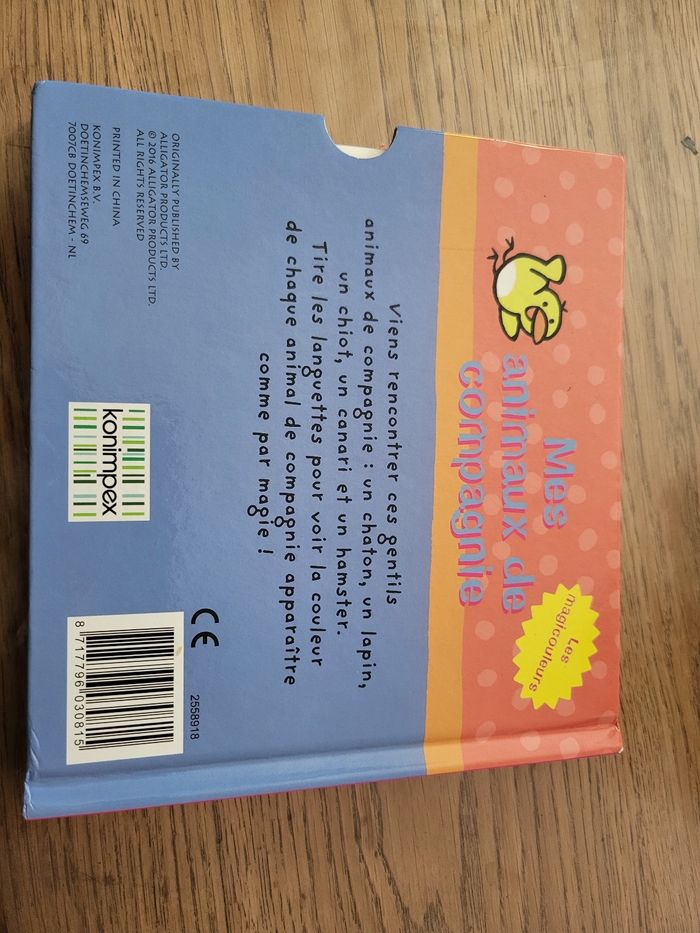 Mes
animaux de
compagnie
Les
magicouleurs
Viens rencontrer ces gentils
animaux de compagnie : un chaton, un lapin,
un chiot, un canari et un hamster.
Tire les languettes pour voir la couleur
de chaque animal de compagnie apparaître
comme par magie !
ORIGINALLY PUBLISHED BY
ALLIGATOR PRODUCTS LTD.
© 2016 ALLIGATOR PRODUCTS LTD.
ALL RIGHTS RESERVED
PRINTED IN CHINA
KONIMPEX B.V.
DOETINCHEMSEWEG 69
7007CB DOETINCHEM - NL
konimpex
CE
2558918
8 717796 030815